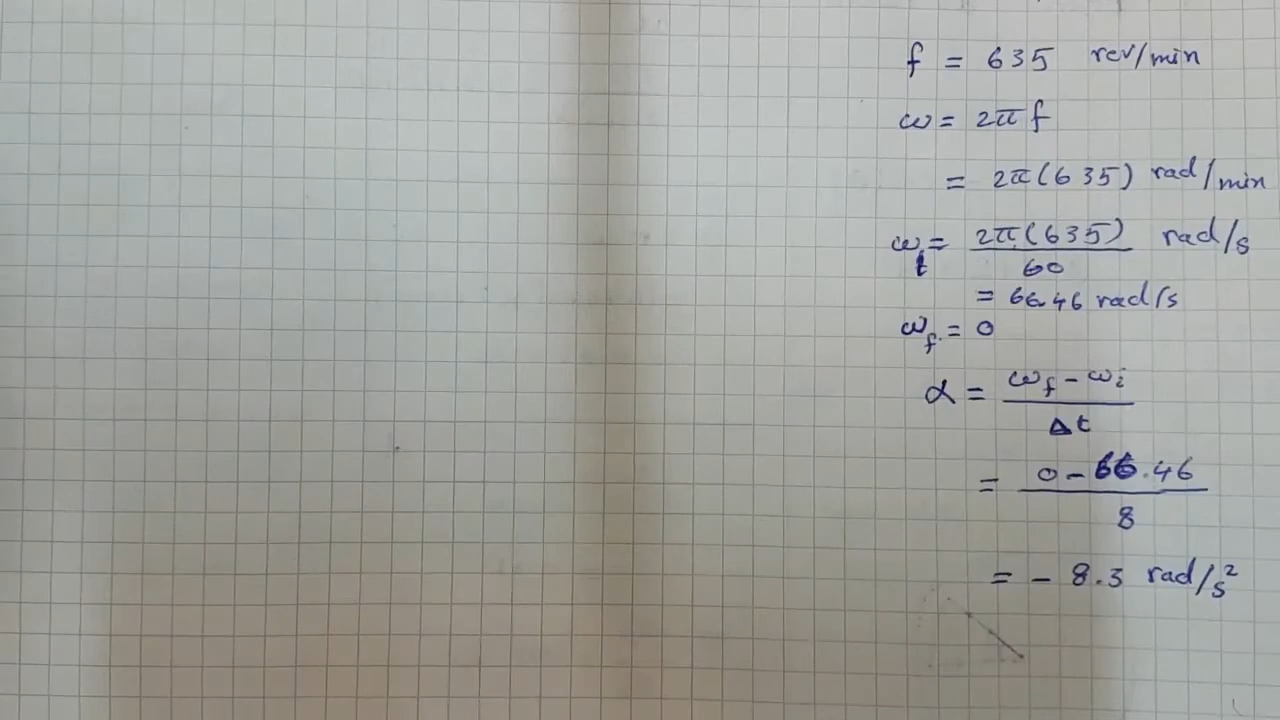 f = 635 rev/min
ω = 2π f
= 2π(635) rad/min
ωi = 2π(635)/60 rad/s
= 66.46 rad/s
ωf = 0
α = ωf - ωi / Δt
= 0 - 66.46 / 8
= - 8.3 rad/s²